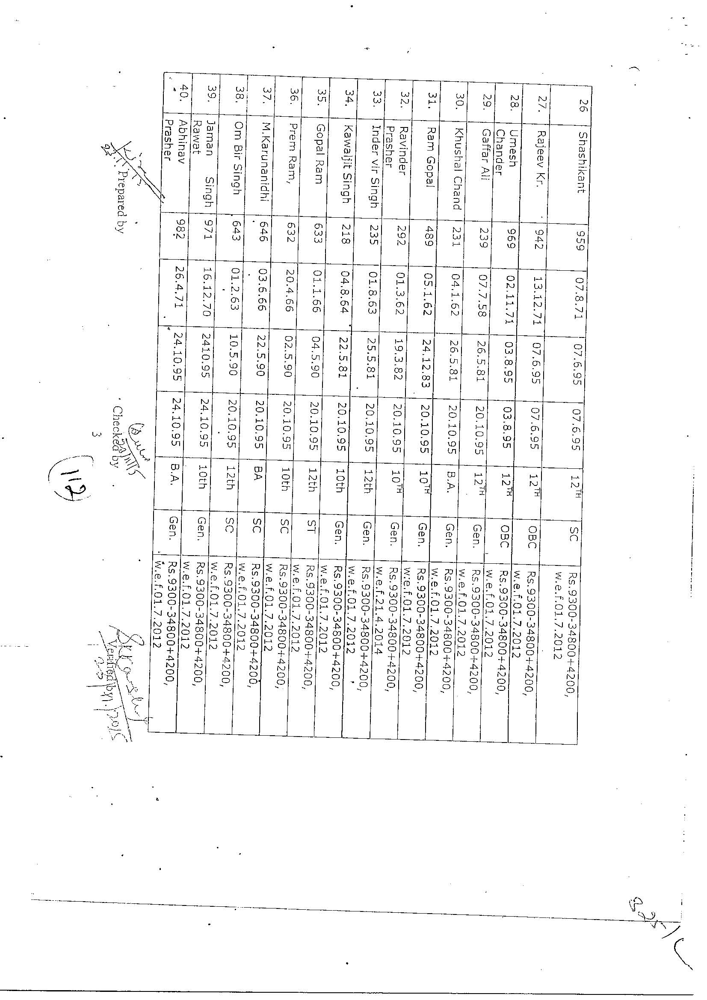 26 Shashikant 959 07.8.71 07.6.95 07.6.95 12TH SC Rs.9300-34800+4200,
w.e.f.01.7.2012
27. Rajeev Kr. 942 13.12.71 07.6.95 07.6.95 12TH OBC Rs.9300-34800+4200,
w.e.f.01.7.2012
28. Umesh 969 02.11.71 03.8.95 03.8.95 12TH OBC Rs.9300-34800+4200,
Chander w.e.f.01.7.2012
29. Gaffar Ali 239 07.7.58 26.5.81 20.10.95 12TH Gen. Rs.9300-34800+4200,
w.e.f.01.7.2012
30. Khushal Chand 231 04.1.62 26.5.81 20.10.95 B.A. Gen. Rs.9300-34800+4200,
w.e.f.01.7.2012
31. Ram Gopal 489 05.1.62 24.12.83 20.10.95 10TH Gen. Rs.9300-34800+4200,
w.e.f.01.7.2012
32. Ravinder 292 01.3.62 19.3.82 20.10.95 10TH Gen. Rs.9300-34800+4200,
Prasher w.e.f.21.4.2014
33. Inder vir Singh 235 01.8.63 25.5.81 20.10.95 12th Gen. Rs.9300-34800+4200,
w.e.f.01.7.2012
34. Kawaljit Singh 218 04.8.64 22.5.81 20.10.95 10th Gen. Rs.9300-34800+4200,
w.e.f.01.7.2012
35. Gopal Ram 633 01.1.66 04.5.90 20.10.95 12th ST Rs.9300-34800+4200,
w.e.f.01.7.2012
36. Prem Ram, 632 20.4.66 02.5.90 20.10.95 10th SC Rs.9300-34800+4200,
w.e.f.01.7.2012
37. M.Karunanidhi 646 03.6.66 22.5.90 20.10.95 BA SC Rs.9300-34800+4200,
w.e.f.01.7.2012
38. Om Bir Singh 643 01.2.63 10.5.90 20.10.95 12th SC Rs.9300-34800+4200,
w.e.f.01.7.2012
39. Jaman Singh 971 16.12.70 2410.95 24.10.95 10th Gen. Rs.9300-34800+4200,
Rawat w.e.f.01.7.2012
40. Abhinav 982 26.4.71 24.10.95 24.10.95 B.A. Gen. Rs.9300-34800+4200,
Prasher w.e.f.01.7.2012
Prepared by Checked by Verified by
3
112